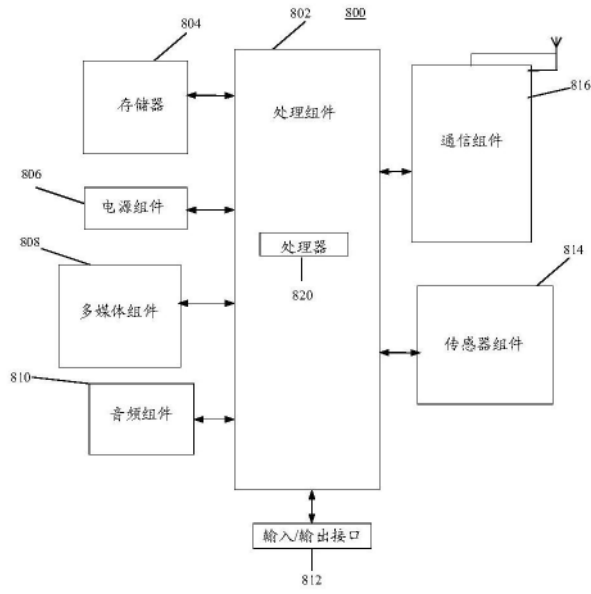 804
802
800
存储器
处理组件
816
通信组件
806
电源组件
处理器
820
808
814
多媒体组件
传感器组件
810
音频组件
输入/输出接口
812